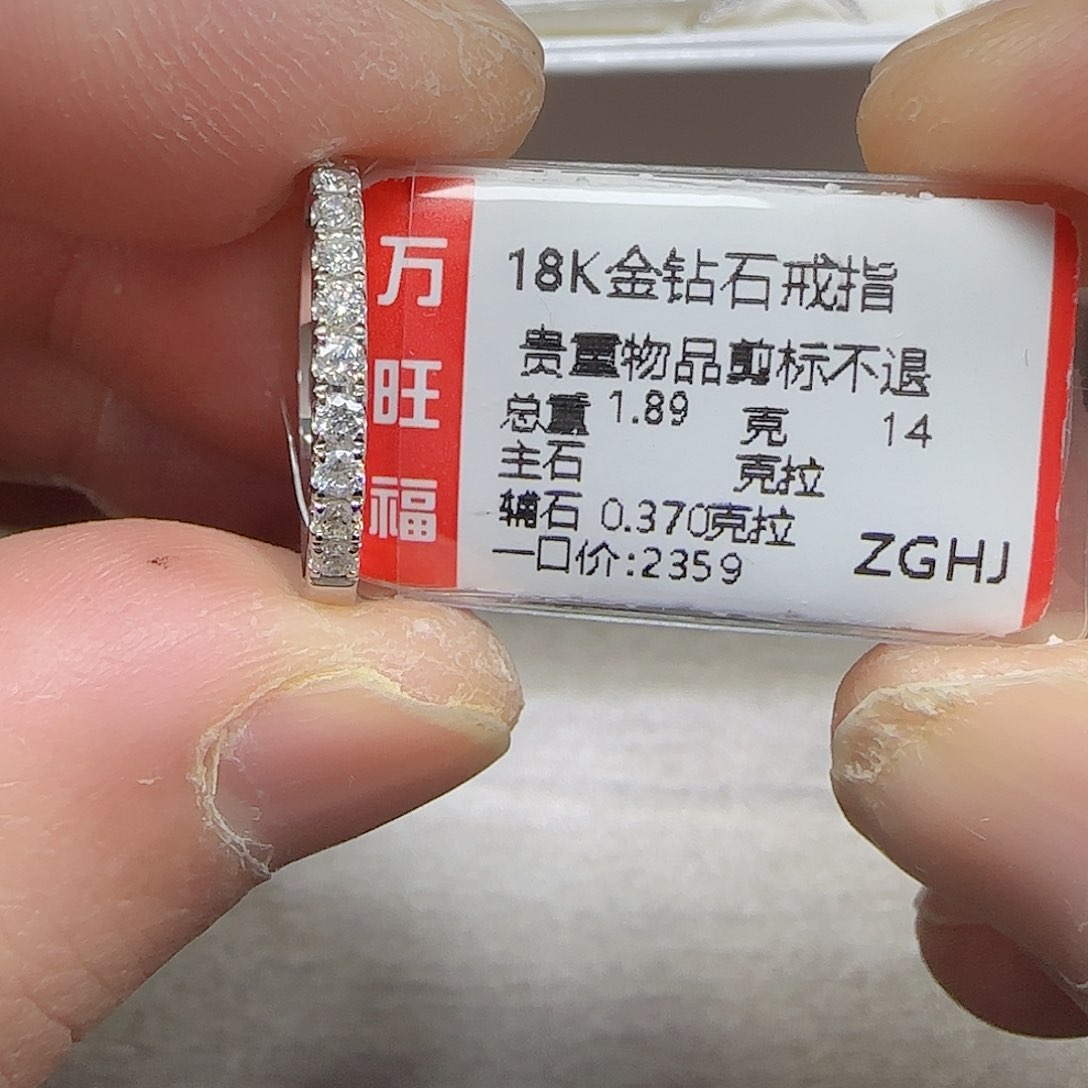 万旺福
18K金钻石戒指
贵重物品剪标不退
总重 1.89 克 14
主石 克拉
辅石 0.370克拉
一口价:2359
ZGHJ